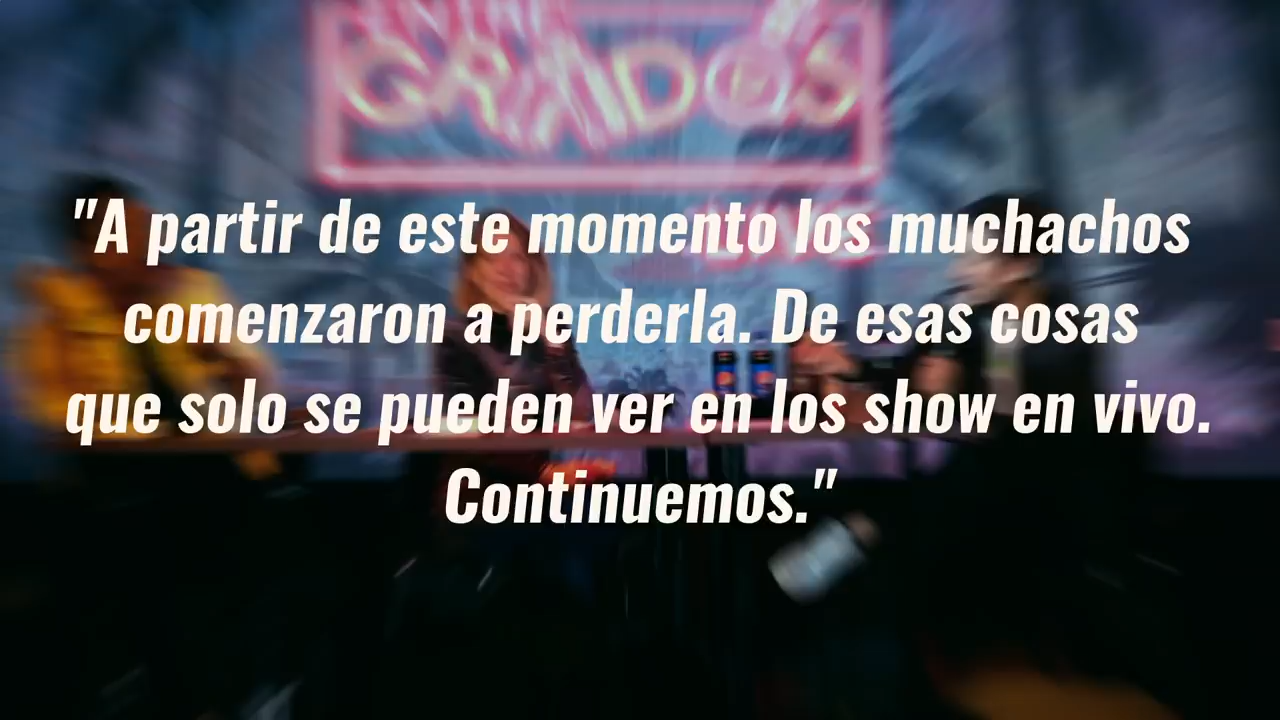 GRADOS
"A partir de este momento los muchachos
comenzaron a perderla. De esas cosas
que solo se pueden ver en los show en vivo.
Continuemos."